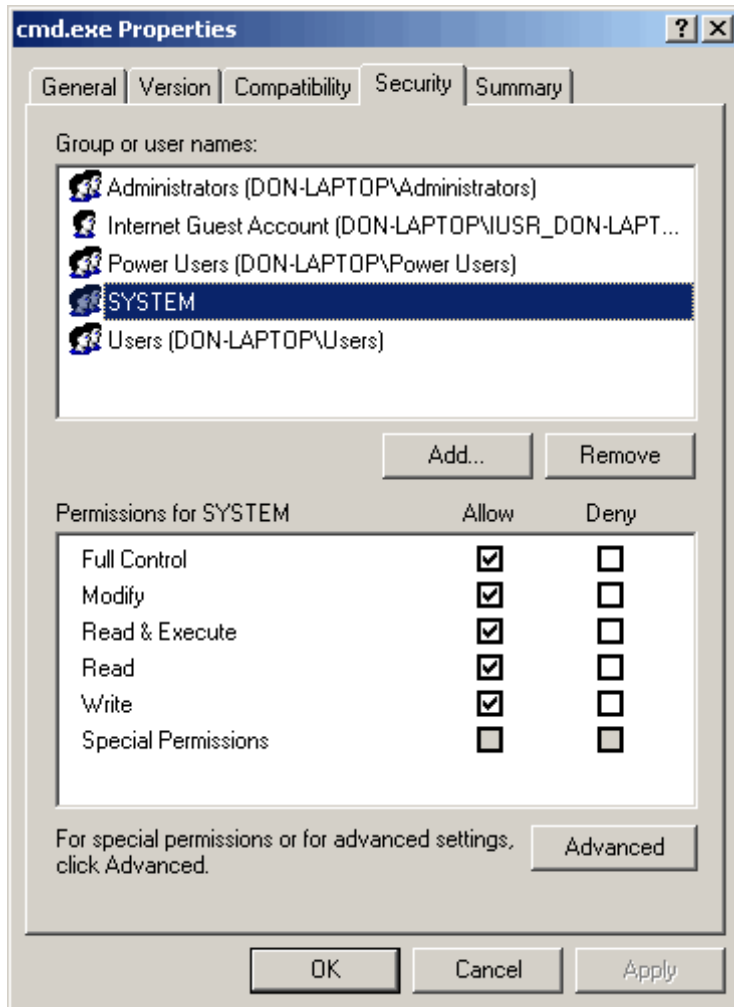 cmd.exe Properties
General Version Compatibility Security Summary
Group or user names:
Administrators (DON-LAPTOP\Administrators)
Internet Guest Account (DON-LAPTOP\IUSR_DON-LAPT...
Power Users (DON-LAPTOP\Power Users)
SYSTEM
Users (DON-LAPTOP\Users)
Add... Remove
Permissions for SYSTEM Allow Deny
Full Control
Modify
Read & Execute
Read
Write
Special Permissions
For special permissions or for advanced settings,
click Advanced.
Advanced
OK Cancel Apply